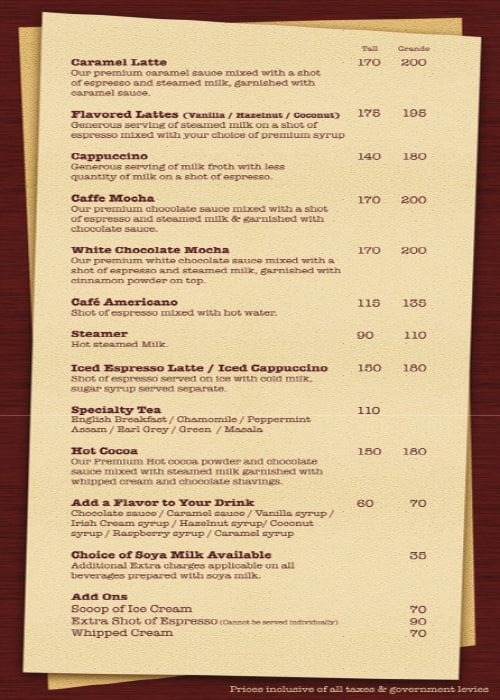 Tall Grande
Caramel Latte 170 200
Our premium caramel sauce mixed with a shot
of espresso and steamed milk, garnished with
caramel sauce.
Flavored Lattes (Vanilla / Hazelnut / Coconut) 175 195
Generous serving of steamed milk on a shot of
espresso mixed with your choice of premium syrup
Cappuccino 140 180
Generous serving of milk froth with less
quantity of milk on a shot of espresso.
Caffe Mocha 170 200
Our premium chocolate sauce mixed with a shot
of espresso and steamed milk & garnished with
chocolate sauce.
White Chocolate Mocha 170 200
Our premium white chocolate sauce mixed with a
shot of espresso and steamed milk, garnished with
cinnamon powder on top.
Café Americano 115 135
Shot of espresso mixed with hot water.
Steamer 90 110
Hot steamed Milk.
Iced Espresso Latte / Iced Cappuccino 150 180
Shot of espresso served on ice with cold milk,
sugar syrup served separate.
Specialty Tea 110
English Breakfast / Chamomile / Peppermint
Assam / Earl Grey / Green / Masala
Hot Cocoa 150 180
Our Premium Hot cocoa powder and chocolate
sauce mixed with steamed milk garnished with
whipped cream and chocolate shavings.
Add a Flavor to Your Drink 60 70
Chocolate sauce / Caramel sauce / Vanilla syrup /
Irish Cream syrup / Hazelnut syrup/ Coconut
syrup / Raspberry syrup / Caramel syrup
Choice of Soya Milk Available 35
Additional Extra charges applicable on all
beverages prepared with soya milk.
Add Ons
Scoop of Ice Cream 70
Extra Shot of Espresso (Cannot be served individually) 90
Whipped Cream 70
Prices inclusive of all taxes & government levies